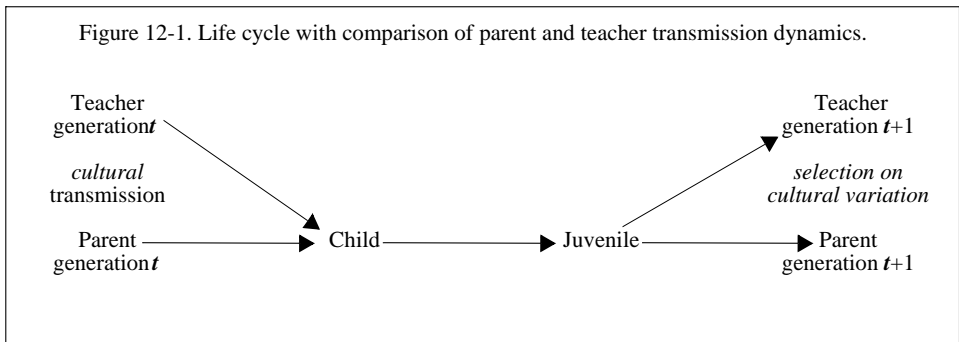 Figure 12-1. Life cycle with comparison of parent and teacher transmission dynamics.
Teacher
generation t
cultural
transmission
Parent
generation t
Child
Juvenile
Teacher
generation t+1
selection on
cultural variation
Parent
generation t+1